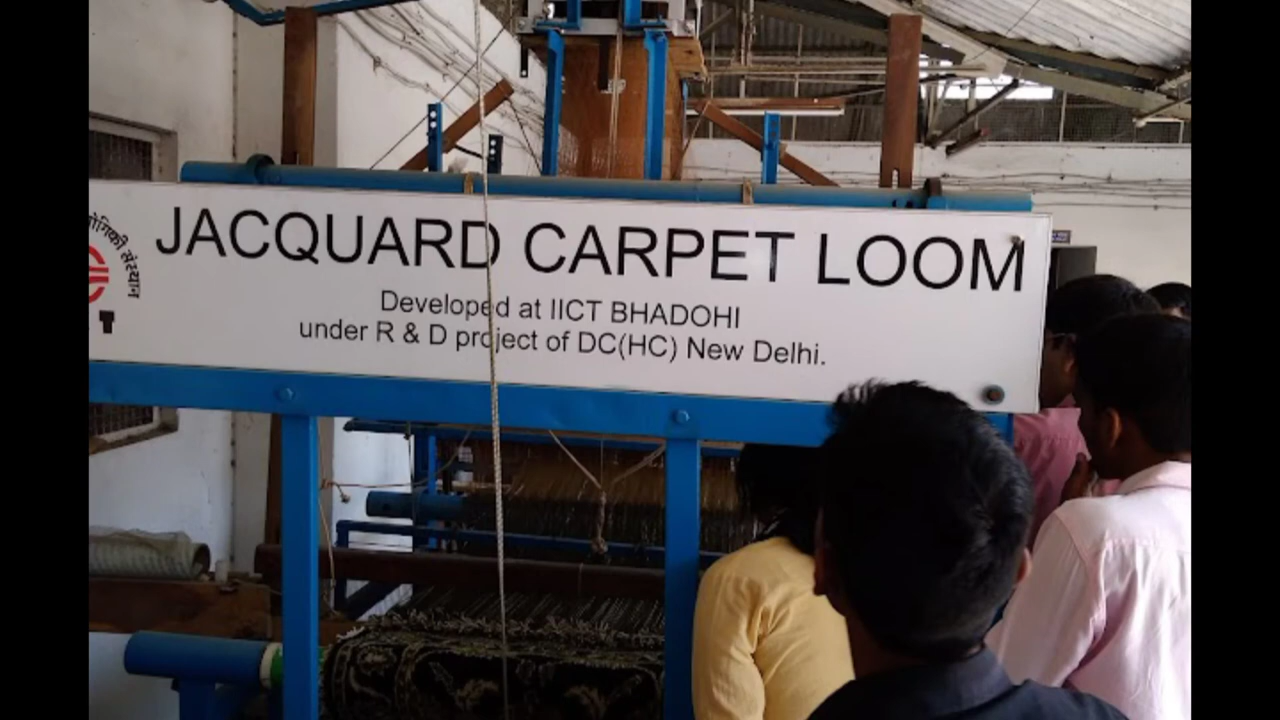 JACQUARD CARPET LOOM
Developed at IICT BHADOHI
under R & D project of DC(HC) New Delhi.
संस्थान
T